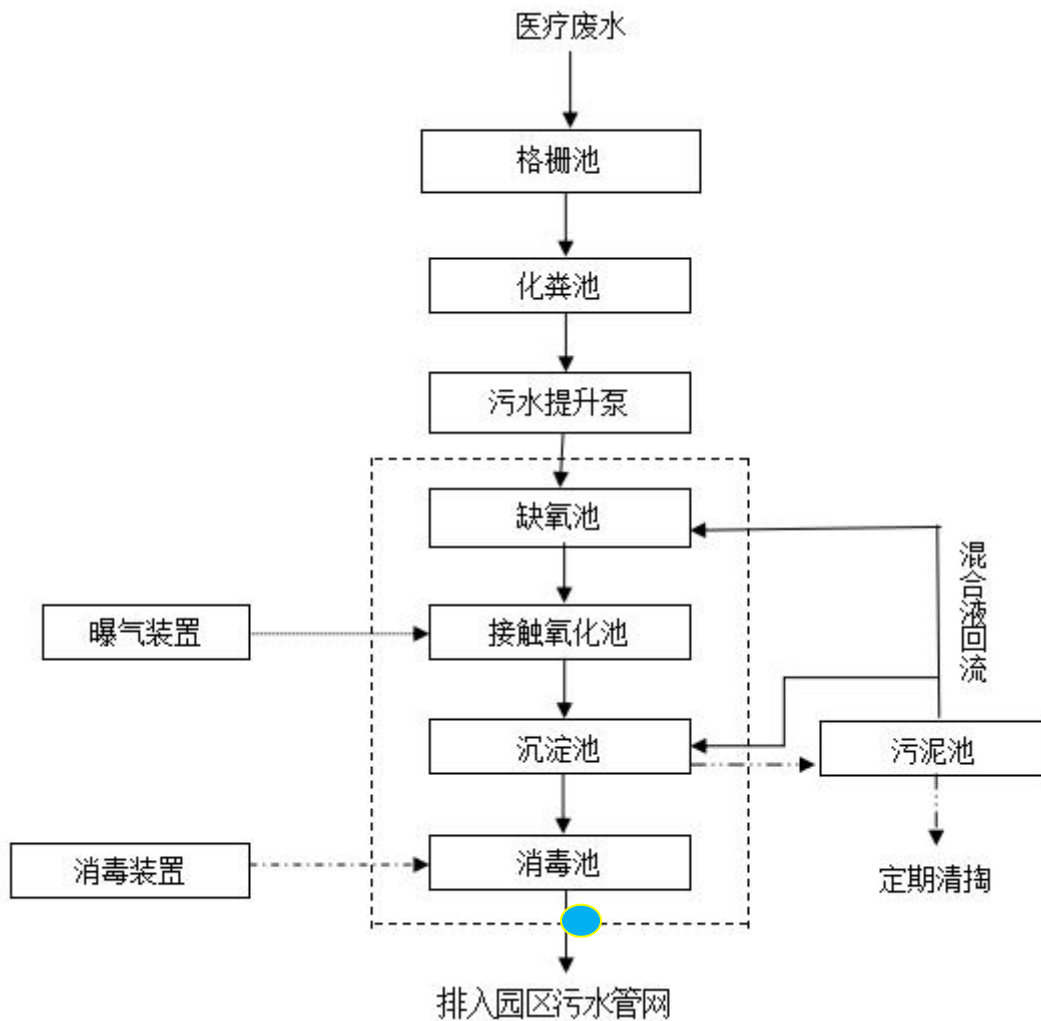 医疗废水
格栅池
化粪池
污水提升泵
缺氧池
混合液回流
曝气装置
接触氧化池
沉淀池
污泥池
消毒装置
消毒池
定期清掏
排入园区污水管网